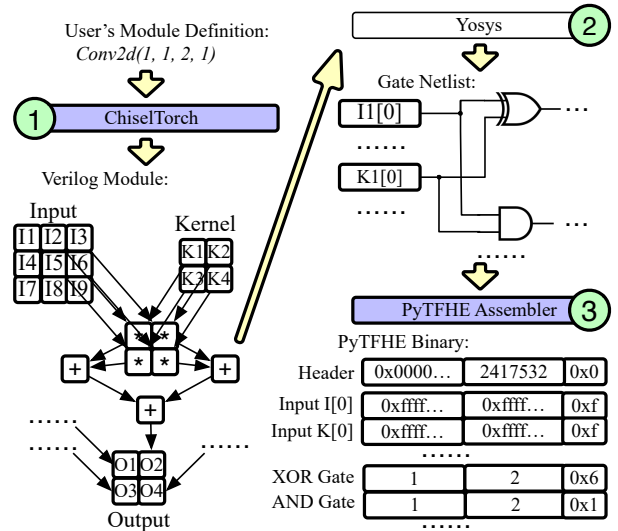 User's Module Definition:
Conv2d(1, 1, 2, 1)
1
ChiselTorch
Verilog Module:
Input
Kernel
I1 I2 I3
I4 I5 I6
I7 I8 I9
K1 K2
K3 K4
* *
* *
+ +
+
......
......
......
O1 O2
O3 O4
Output
Yosys
2
Gate Netlist:
I1[0]
...
......
K1[0]
......
...
......
PyTFHE Assembler
3
PyTFHE Binary:
Header 0x0000... 2417532 0x0
Input I[0] 0xffff... 0xffff... 0xf
Input K[0] 0xffff... 0xffff... 0xf
......
XOR Gate 1 2 0x6
AND Gate 1 2 0x1
......